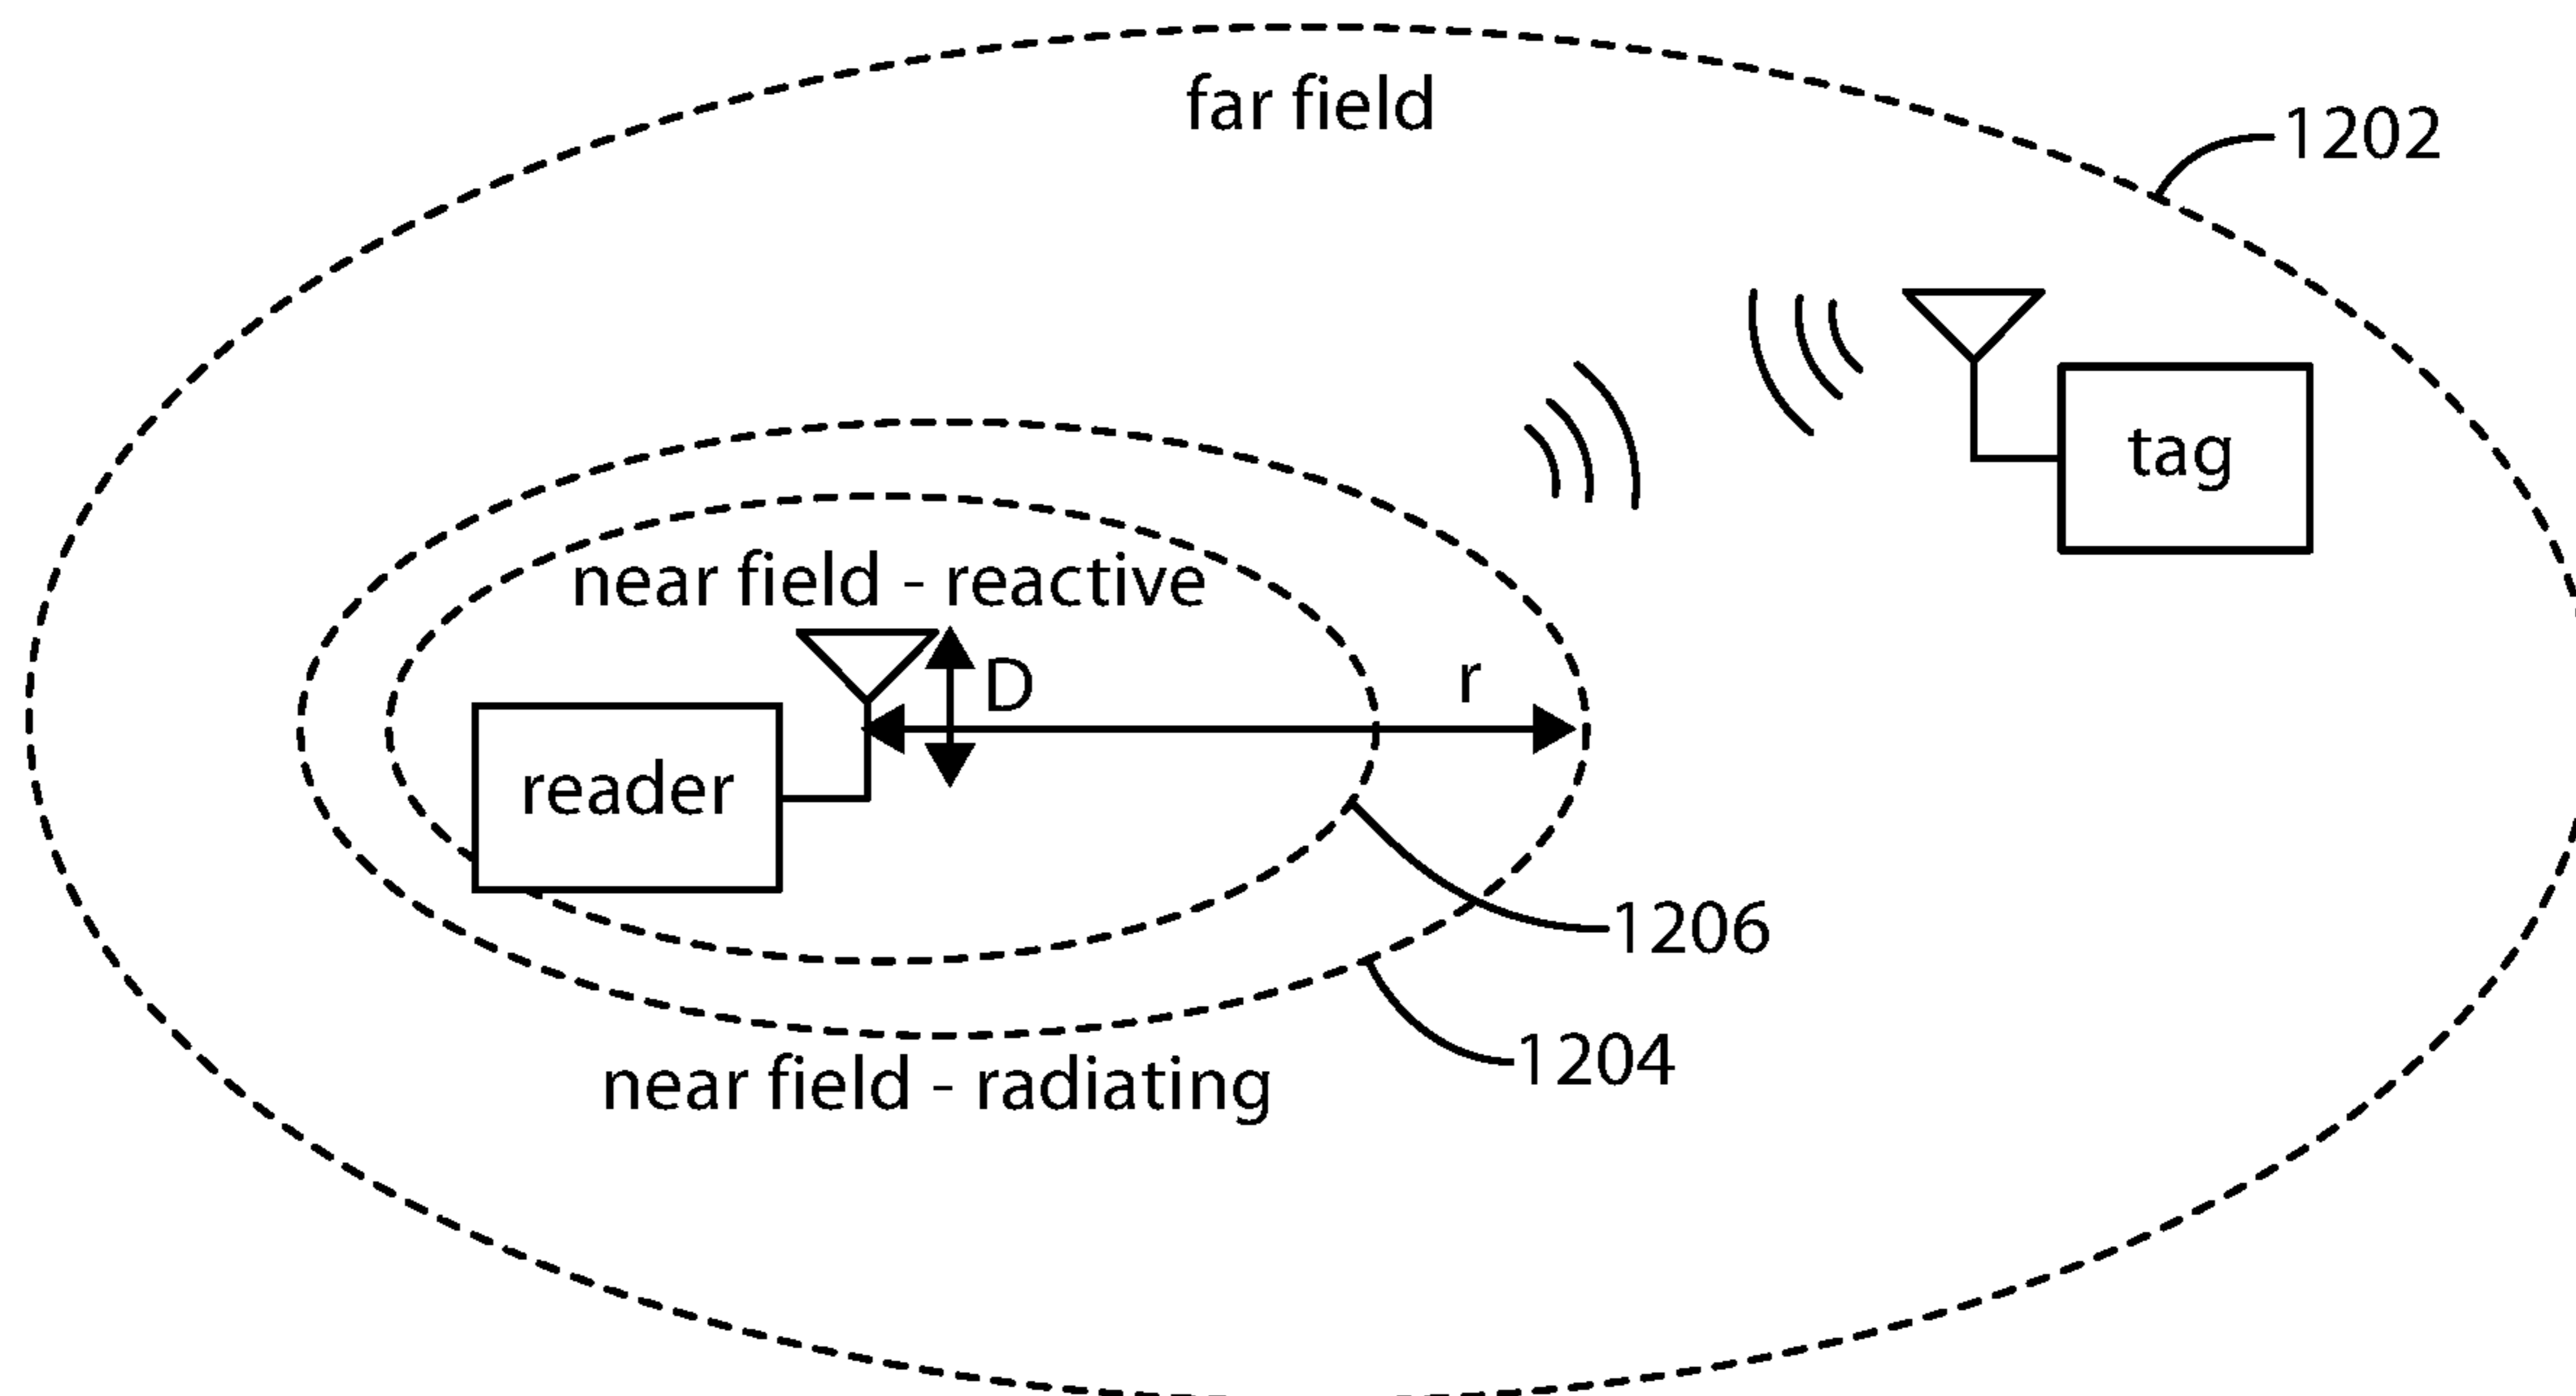 far field
1202
tag
near field - reactive
D
r
reader
1206
1204
near field - radiating